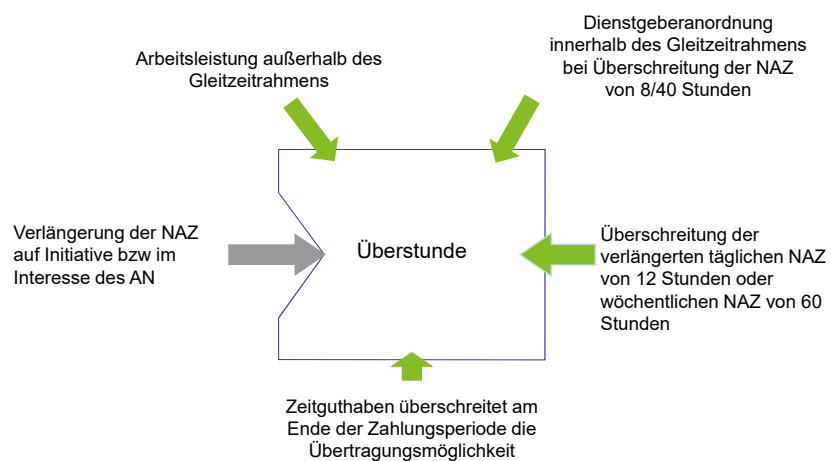 Arbeitsleistung außerhalb des
Gleitzeitrahmens
Dienstgeberanordnung
innerhalb des Gleitzeitrahmens
bei Überschreitung der NAZ
von 8/40 Stunden
Verlängerung der NAZ
auf Initiative bzw im
Interesse des AN
Überstunde
Überschreitung der
verlängerten täglichen NAZ
von 12 Stunden oder
wöchentlichen NAZ von 60
Stunden
Zeitguthaben überschreitet am
Ende der Zahlungsperiode die
Übertragungsmöglichkeit